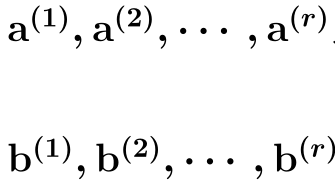 a⁽¹⁾, a⁽²⁾, ⋯ , a⁽ʳ⁾,
b⁽¹⁾, b⁽²⁾, ⋯ , b⁽ʳ⁾